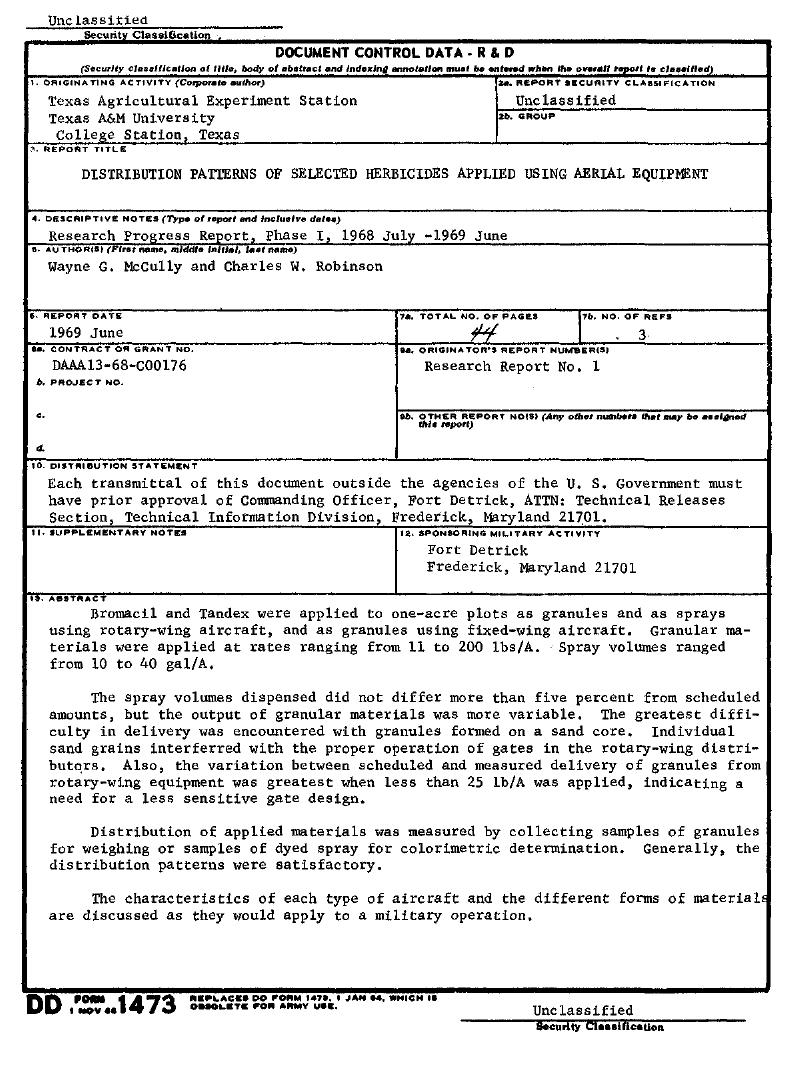 Unclassified
Security Classification
DOCUMENT CONTROL DATA - R & D
(Security classification of title, body of abstract and indexing annotation must be entered when the overall report is classified)
1. ORIGINATING ACTIVITY (Corporate author)
Texas Agricultural Experiment Station
Texas A&M University
College Station, Texas
2a. REPORT SECURITY CLASSIFICATION
Unclassified
2b. GROUP
3. REPORT TITLE
DISTRIBUTION PATTERNS OF SELECTED HERBICIDES APPLIED USING AERIAL EQUIPMENT
4. DESCRIPTIVE NOTES (Type of report and inclusive dates)
Research Progress Report, Phase I, 1968 July -1969 June
5. AUTHOR(S) (First name, middle initial, last name)
Wayne G. McCully and Charles W. Robinson
6. REPORT DATE
1969 June
7a. TOTAL NO. OF PAGES
44
7b. NO. OF REFS
3
8a. CONTRACT OR GRANT NO.
DAAA13-68-C00176
b. PROJECT NO.
c.
d.
9a. ORIGINATOR'S REPORT NUMBER(S)
Research Report No. 1
9b. OTHER REPORT NO(S) (Any other numbers that may be assigned
this report)
10. DISTRIBUTION STATEMENT
Each transmittal of this document outside the agencies of the U. S. Government must
have prior approval of Commanding Officer, Fort Detrick, ATTN: Technical Releases
Section, Technical Information Division, Frederick, Maryland 21701.
11. SUPPLEMENTARY NOTES
12. SPONSORING MILITARY ACTIVITY
Fort Detrick
Frederick, Maryland 21701
13. ABSTRACT
Bromacil and Tandex were applied to one-acre plots as granules and as sprays
using rotary-wing aircraft, and as granules using fixed-wing aircraft. Granular ma-
terials were applied at rates ranging from 11 to 200 lbs/A. Spray volumes ranged
from 10 to 40 gal/A.
The spray volumes dispensed did not differ more than five percent from scheduled
amounts, but the output of granular materials was more variable. The greatest diffi-
culty in delivery was encountered with granules formed on a sand core. Individual
sand grains interferred with the proper operation of gates in the rotary-wing distri-
butors. Also, the variation between scheduled and measured delivery of granules from
rotary-wing equipment was greatest when less than 25 lb/A was applied, indicating a
need for a less sensitive gate design.
Distribution of applied materials was measured by collecting samples of granules
for weighing or samples of dyed spray for colorimetric determination. Generally, the
distribution patterns were satisfactory.
The characteristics of each type of aircraft and the different forms of materials
are discussed as they would apply to a military operation.
DD FORM 1 NOV 66 1473
REPLACES DD FORM 1473, 1 JAN 64, WHICH IS
OBSOLETE FOR ARMY USE.
Unclassified
Security Classification